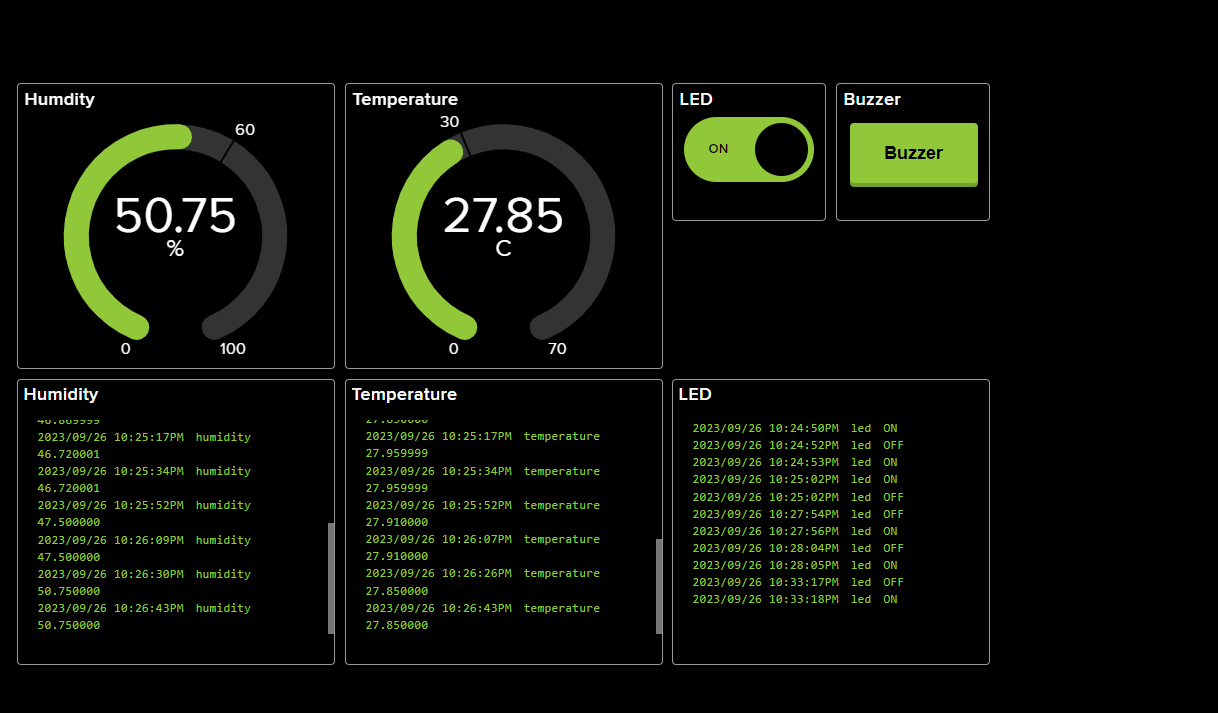 Humdity
60
50.75
%
0
100
Temperature
30
27.85
C
0
70
LED
ON
Buzzer
Buzzer
Humidity
2023/09/26 10:25:17PM humidity
46.720001
2023/09/26 10:25:34PM humidity
46.720001
2023/09/26 10:25:52PM humidity
47.500000
2023/09/26 10:26:09PM humidity
47.500000
2023/09/26 10:26:30PM humidity
50.750000
2023/09/26 10:26:43PM humidity
50.750000
Temperature
2023/09/26 10:25:17PM temperature
27.959999
2023/09/26 10:25:34PM temperature
27.959999
2023/09/26 10:25:52PM temperature
27.910000
2023/09/26 10:26:07PM temperature
27.910000
2023/09/26 10:26:26PM temperature
27.850000
2023/09/26 10:26:43PM temperature
27.850000
LED
2023/09/26 10:24:50PM led ON
2023/09/26 10:24:52PM led OFF
2023/09/26 10:24:53PM led ON
2023/09/26 10:25:02PM led ON
2023/09/26 10:25:02PM led OFF
2023/09/26 10:27:54PM led OFF
2023/09/26 10:27:56PM led ON
2023/09/26 10:28:04PM led OFF
2023/09/26 10:28:05PM led ON
2023/09/26 10:33:17PM led OFF
2023/09/26 10:33:18PM led ON